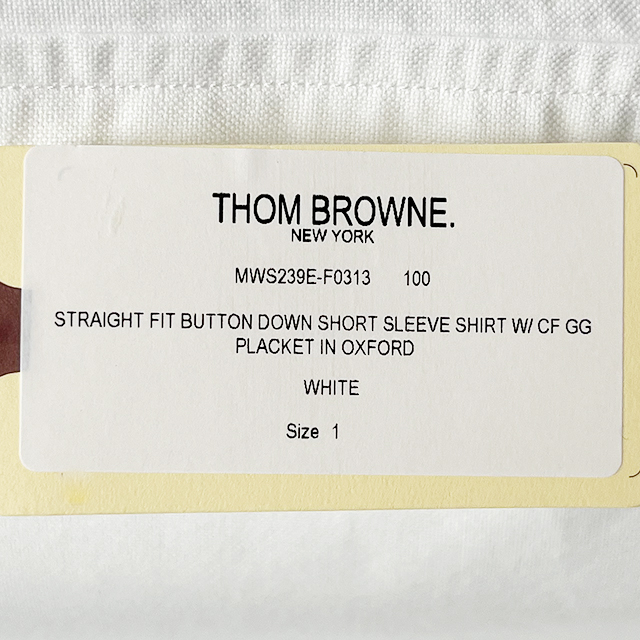 THOM BROWNE.
NEW YORK
MWS239E-F0313 100
STRAIGHT FIT BUTTON DOWN SHORT SLEEVE SHIRT W/ CF GG
PLACKET IN OXFORD
WHITE
Size 1